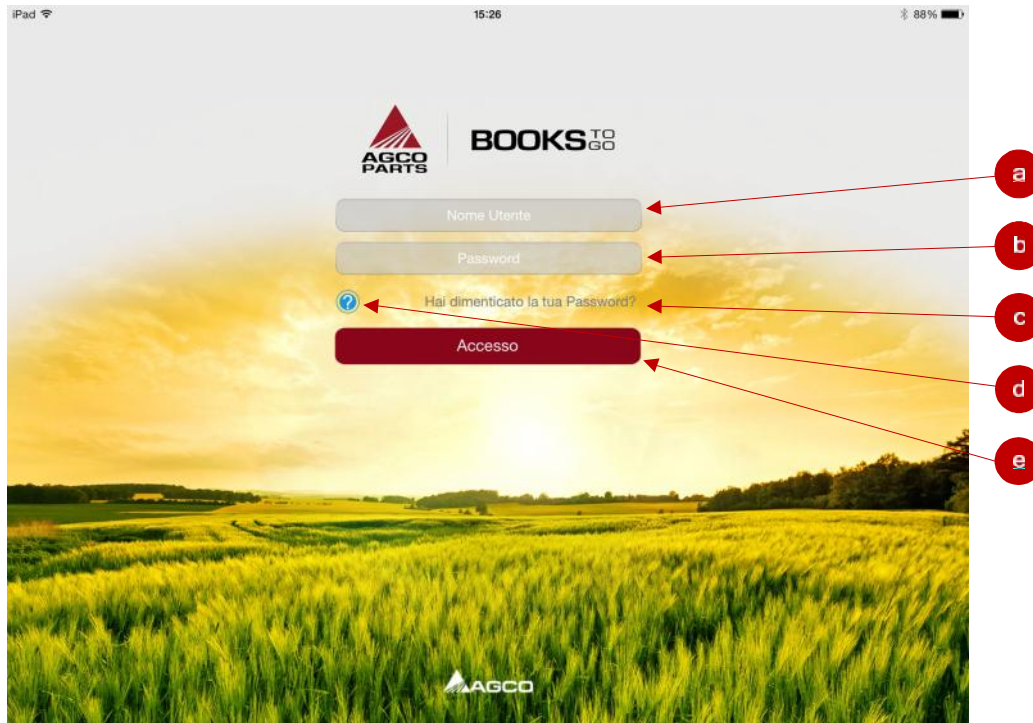 iPad 15:26 88%
AGCO PARTS
BOOKS TO GO
Nome Utente
Password
Hai dimenticato la tua Password?
Accesso
a
b
c
d
e
AGCO